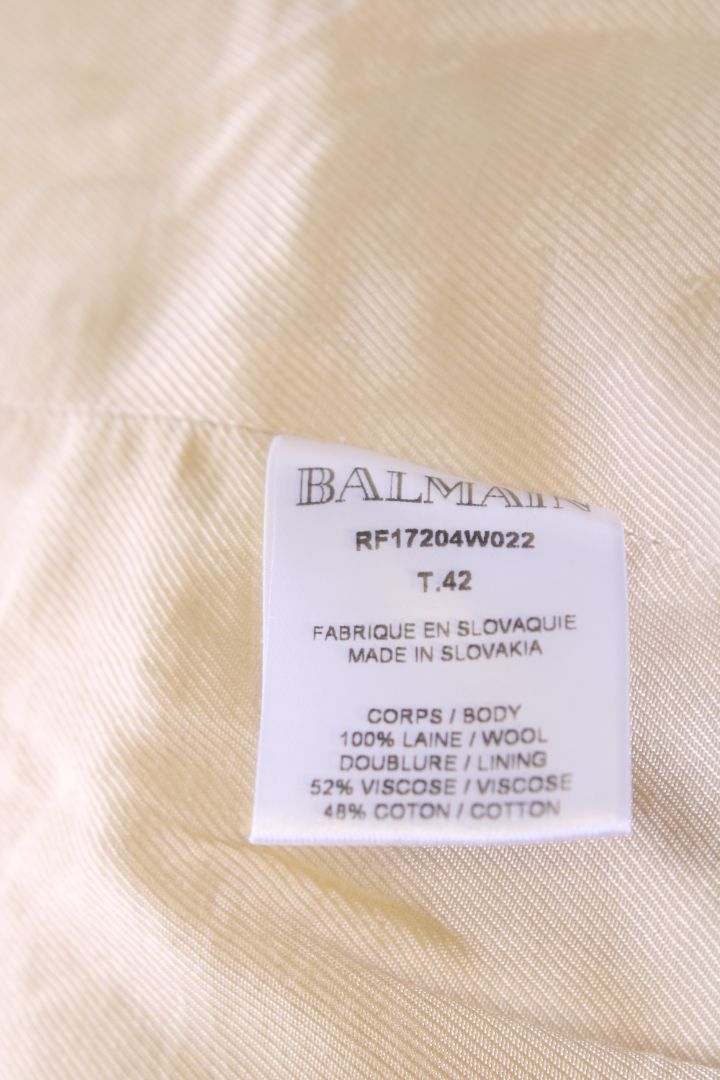 BALMAIN
RF17204W022
T.42
FABRIQUE EN SLOVAQUIE
MADE IN SLOVAKIA
CORPS / BODY
100% LAINE / WOOL
DOUBLURE / LINING
52% VISCOSE / VISCOSE
48% COTON / COTTON